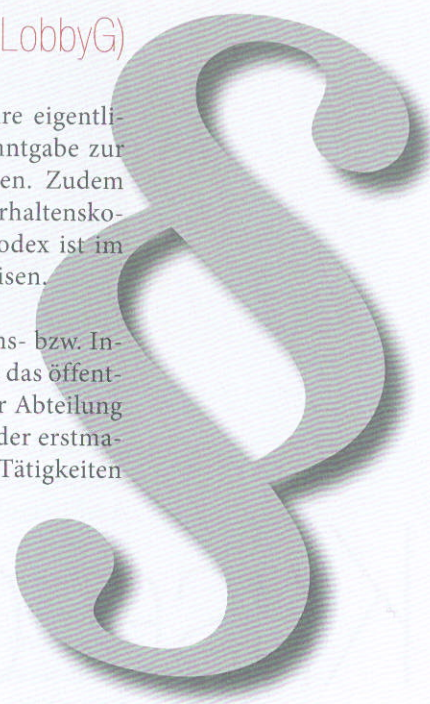 LobbyG)
re eigentli-
nntgabe zur
en. Zudem
rhaltensko-
odex ist im
isen.
ns- bzw. In-
das öffent-
r Abteilung
der erstma-
Tätigkeiten
§